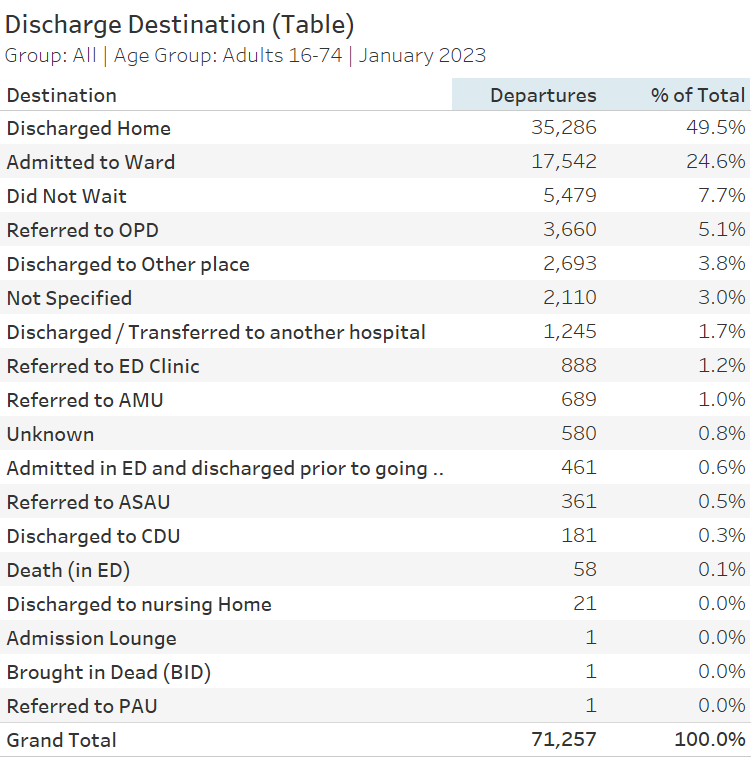 Discharge Destination (Table)
Group: All | Age Group: Adults 16-74 | January 2023
Destination Departures % of Total
Discharged Home 35,286 49.5%
Admitted to Ward 17,542 24.6%
Did Not Wait 5,479 7.7%
Referred to OPD 3,660 5.1%
Discharged to Other place 2,693 3.8%
Not Specified 2,110 3.0%
Discharged / Transferred to another hospital 1,245 1.7%
Referred to ED Clinic 888 1.2%
Referred to AMU 689 1.0%
Unknown 580 0.8%
Admitted in ED and discharged prior to going .. 461 0.6%
Referred to ASAU 361 0.5%
Discharged to CDU 181 0.3%
Death (in ED) 58 0.1%
Discharged to nursing Home 21 0.0%
Admission Lounge 1 0.0%
Brought in Dead (BID) 1 0.0%
Referred to PAU 1 0.0%
Grand Total 71,257 100.0%